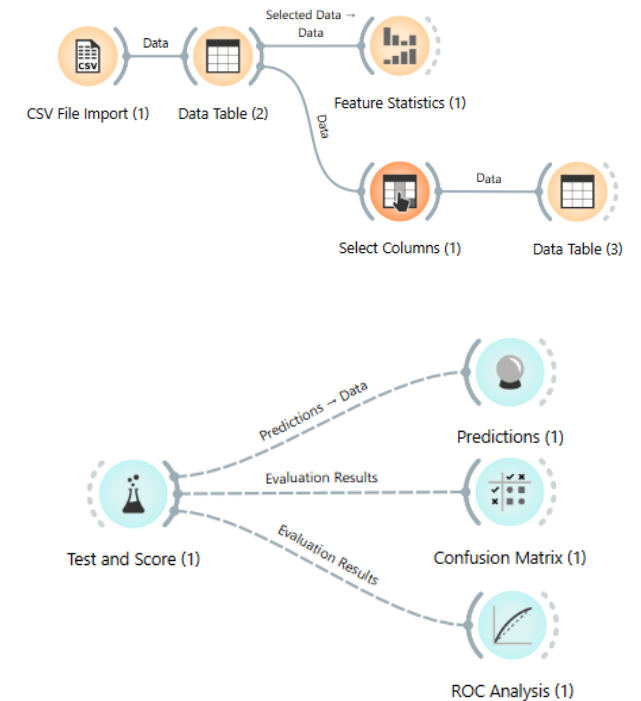 Selected Data →
Data
Data
CSV
CSV File Import (1)
Data Table (2)
Feature Statistics (1)
Data
Data
Select Columns (1)
Data Table (3)
Predictions → Data
Predictions (1)
Evaluation Results
Test and Score (1)
Confusion Matrix (1)
Evaluation Results
ROC Analysis (1)